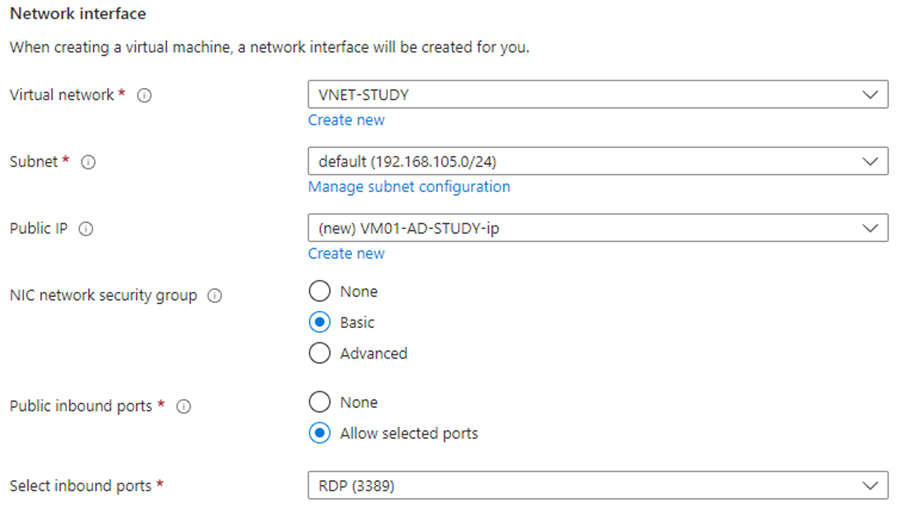 Network interface
When creating a virtual machine, a network interface will be created for you.
Virtual network *
VNET-STUDY
Create new
Subnet *
default (192.168.105.0/24)
Manage subnet configuration
Public IP
(new) VM01-AD-STUDY-ip
Create new
NIC network security group
None
Basic
Advanced
Public inbound ports *
None
Allow selected ports
Select inbound ports *
RDP (3389)